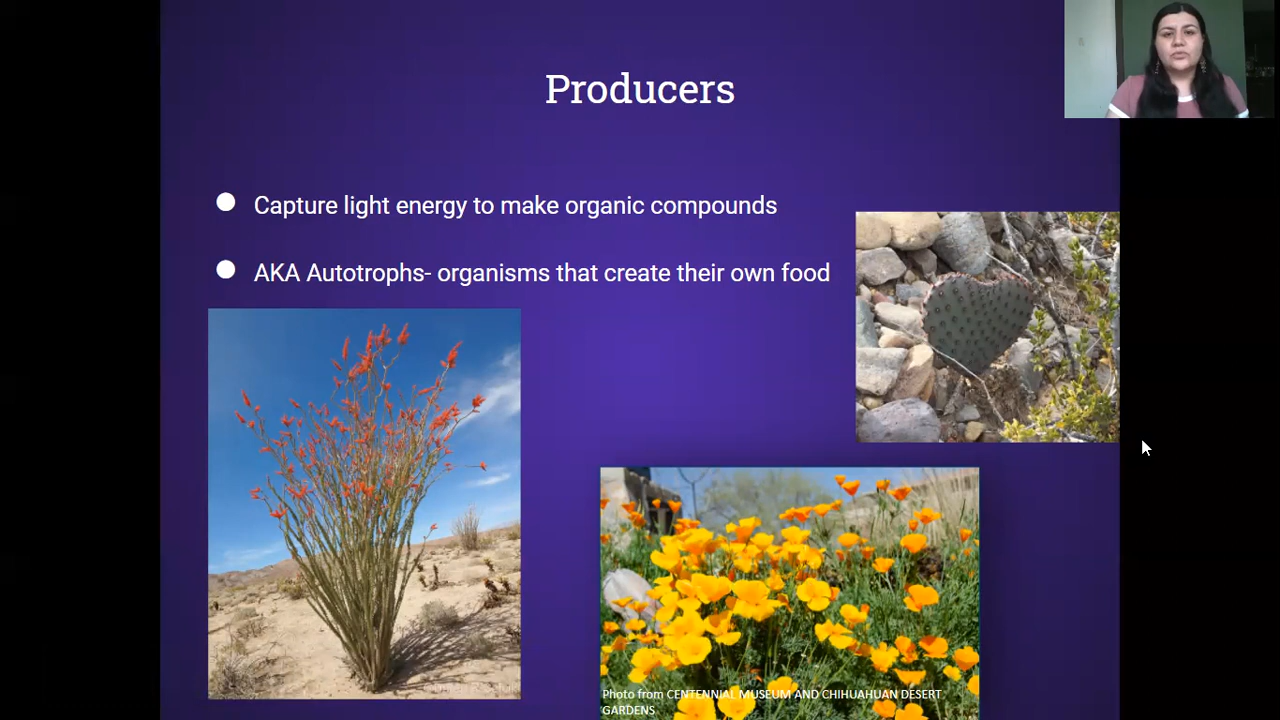 Producers
Capture light energy to make organic compounds
AKA Autotrophs- organisms that create their own food
Photo from CENTENNIAL MUSEUM AND CHIHUAHUAN DESERT
GARDENS